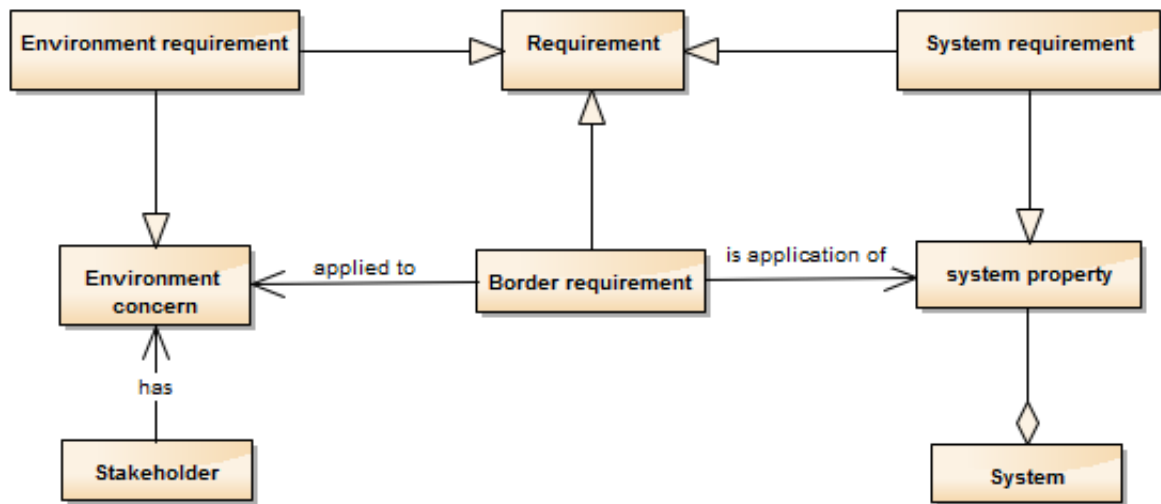 Environment requirement
Requirement
System requirement
applied to
is application of
Environment
concern
Border requirement
system property
has
Stakeholder
System